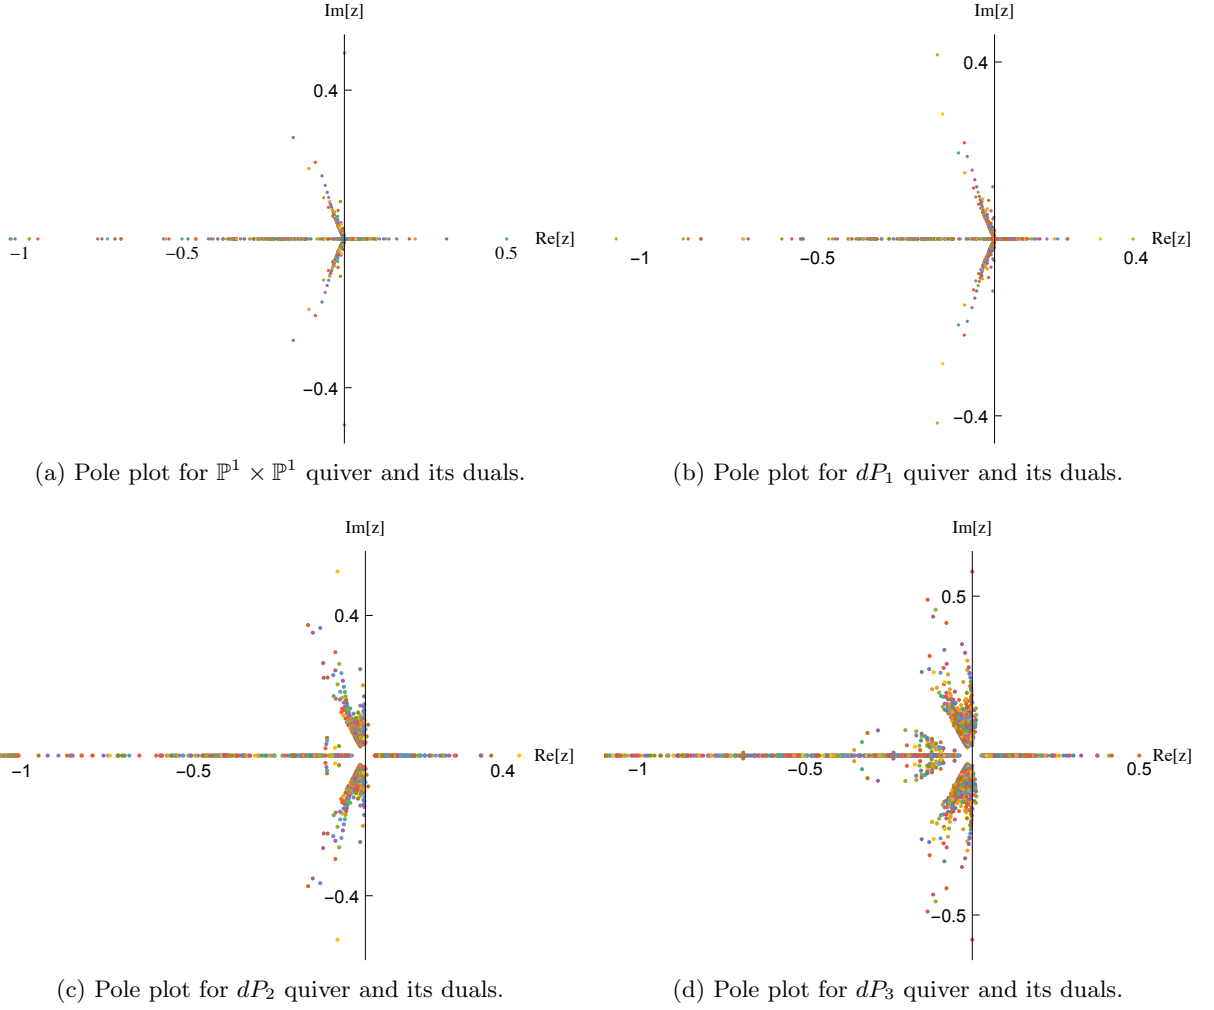 Im[z]
0.4
−1
−0.5
0.5
Re[z]
−0.4
(a) Pole plot for ℙ¹ × ℙ¹ quiver and its duals.
Im[z]
0.4
−1
−0.5
0.4
Re[z]
−0.4
(b) Pole plot for dP₁ quiver and its duals.
Im[z]
0.4
−1
−0.5
0.4
Re[z]
−0.4
(c) Pole plot for dP₂ quiver and its duals.
Im[z]
0.5
−1
−0.5
0.5
Re[z]
−0.5
(d) Pole plot for dP₃ quiver and its duals.